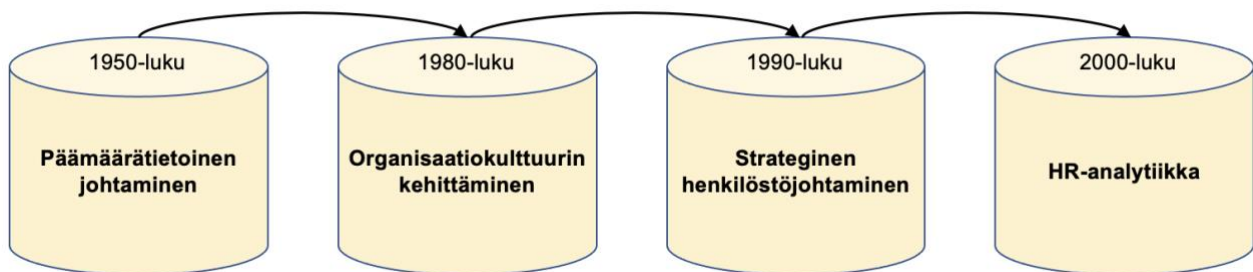 1950-luku
Päämäärätietoinen
johtaminen
1980-luku
Organisaatiokulttuurin
kehittäminen
1990-luku
Strateginen
henkilöstöjohtaminen
2000-luku
HR-analytiikka